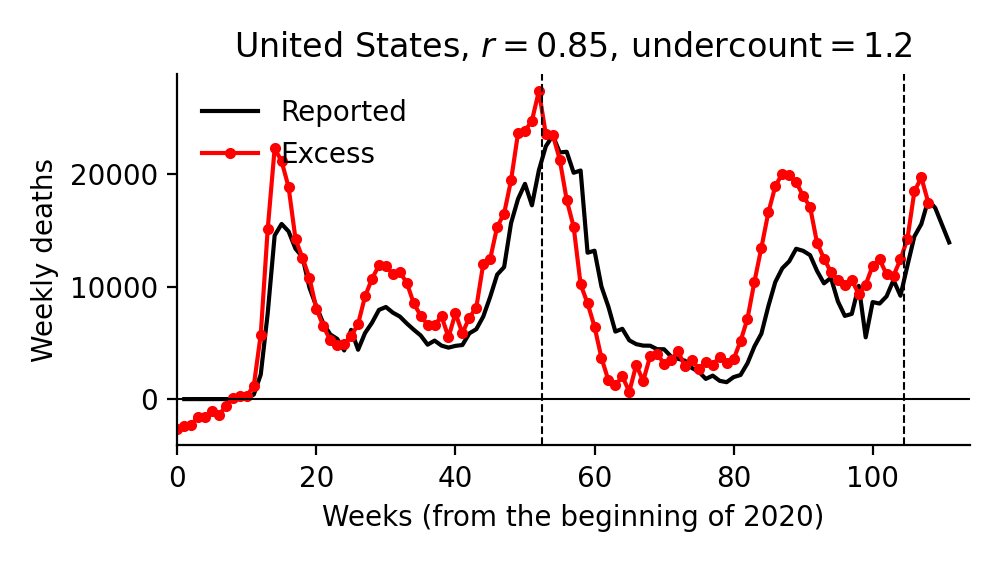 United States, r = 0.85, undercount = 1.2
Reported
Excess
Weekly deaths
20000
10000
0
0 20 40 60 80 100
Weeks (from the beginning of 2020)